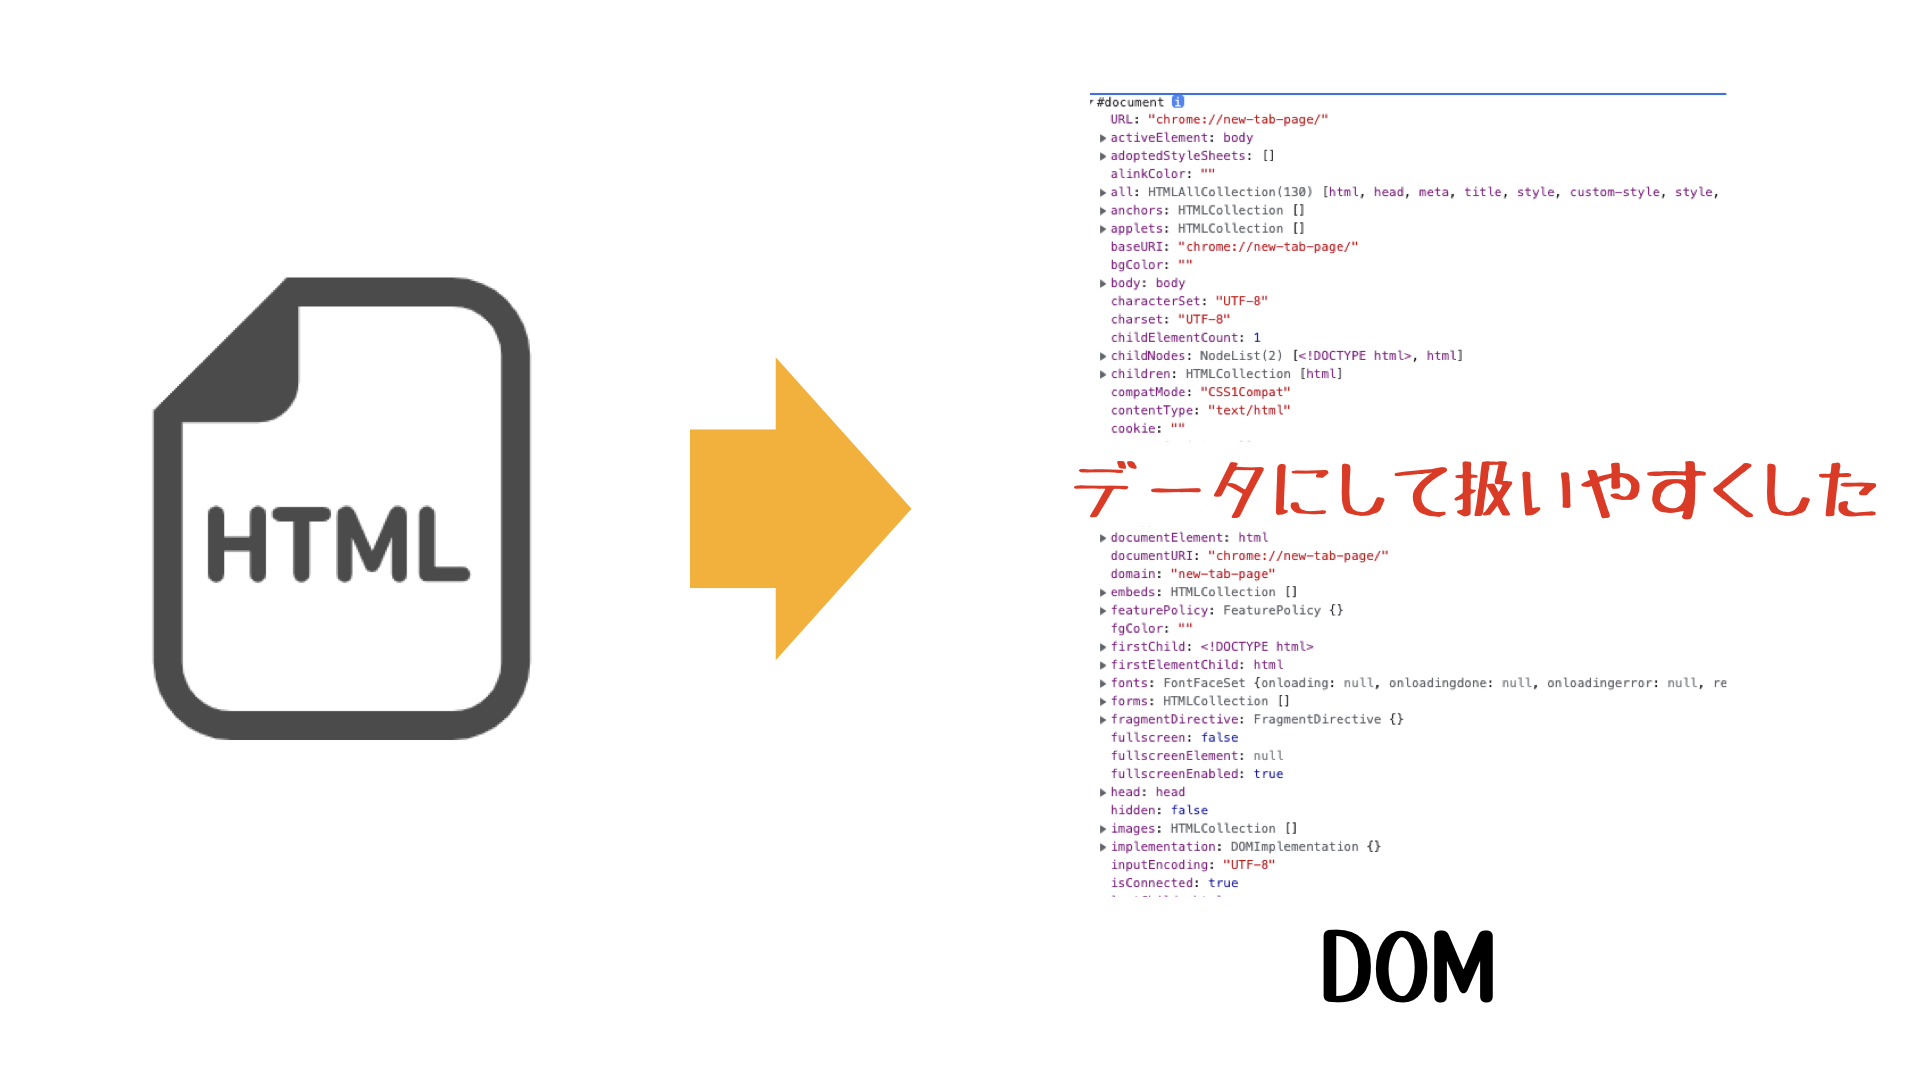 HTML
#document i
URL: "chrome://new-tab-page/"
activeElement: body
adoptedStyleSheets: []
alinkColor: ""
all: HTMLAllCollection(130) [html, head, meta, title, style, custom-style, style,
anchors: HTMLCollection []
applets: HTMLCollection []
baseURI: "chrome://new-tab-page/"
bgColor: ""
body: body
characterSet: "UTF-8"
charset: "UTF-8"
childElementCount: 1
childNodes: NodeList(2) [<!DOCTYPE html>, html]
children: HTMLCollection [html]
compatMode: "CSS1Compat"
contentType: "text/html"
cookie: ""
データにして扱いやすくした
documentElement: html
documentURI: "chrome://new-tab-page/"
domain: "new-tab-page"
embeds: HTMLCollection []
featurePolicy: FeaturePolicy {}
fgColor: ""
firstChild: <!DOCTYPE html>
firstElementChild: html
fonts: FontFaceSet {onloading: null, onloadingdone: null, onloadingerror: null, re
forms: HTMLCollection []
fragmentDirective: FragmentDirective {}
fullscreen: false
fullscreenElement: null
fullscreenEnabled: true
head: head
hidden: false
images: HTMLCollection []
implementation: DOMImplementation {}
inputEncoding: "UTF-8"
isConnected: true
DOM